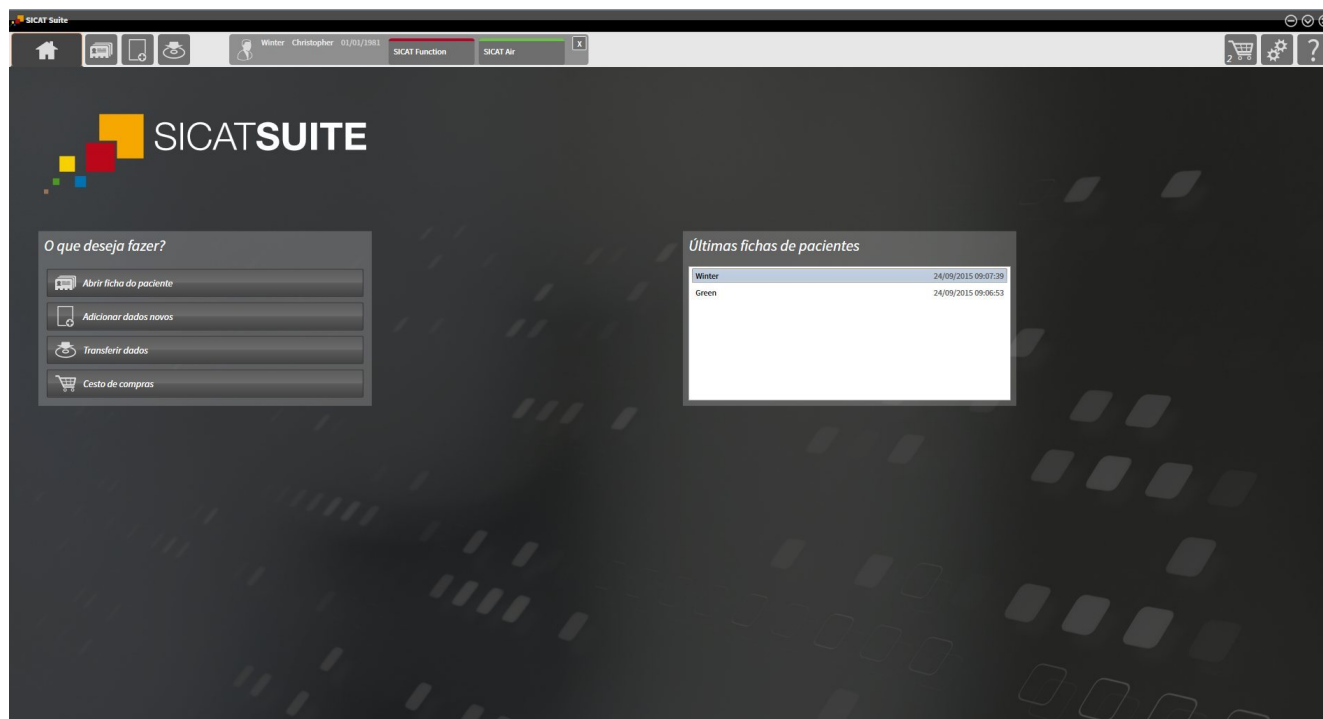 SICAT Suite
Winter Christopher 01/01/1981
SICAT Function
SICAT Air
X
2
?
SICATSUITE
O que deseja fazer?
Abrir ficha do paciente
Adicionar dados novos
Transferir dados
Cesto de compras
Últimas fichas de pacientes
Winter 24/09/2015 09:07:39
Green 24/09/2015 09:06:53